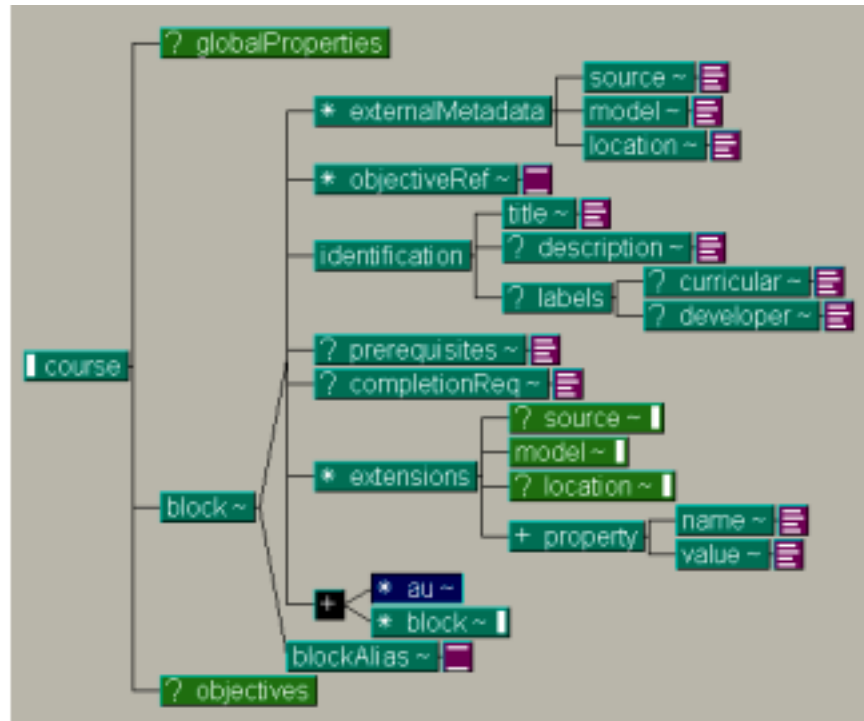 ? globalProperties
source ~
* externalMetadata
model ~
location ~
* objectiveRef ~
title ~
identification
? description ~
? labels
? curricular ~
? developer ~
? prerequisites ~
course
? completionReq ~
? source ~
model ~
* extensions
? location ~
block ~
+ property
name ~
value ~
+
* au ~
* block ~
blockAlias ~
? objectives